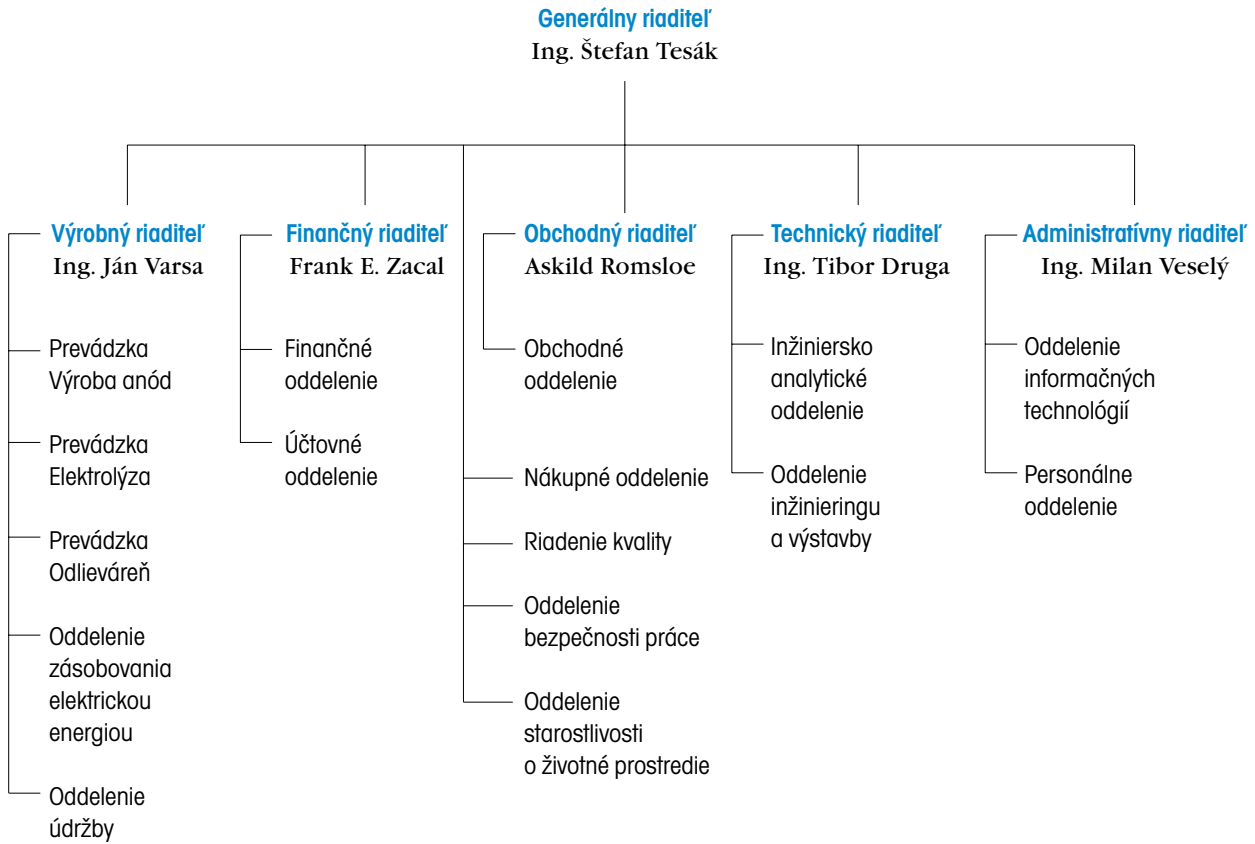 Generálny riaditeľ
Ing. Štefan Tesák
Výrobný riaditeľ
Ing. Ján Varsa
Prevádzka
Výroba anód
Prevádzka
Elektrolýza
Prevádzka
Odlieváreň
Oddelenie
zásobovania
elektrickou
energiou
Oddelenie
údržby
Finančný riaditeľ
Frank E. Zacal
Finančné
oddelenie
Účtovné
oddelenie
Obchodný riaditeľ
Askild Romsloe
Obchodné
oddelenie
Nákupné oddelenie
Riadenie kvality
Oddelenie
bezpečnosti práce
Oddelenie
starostlivosti
o životné prostredie
Technický riaditeľ
Ing. Tibor Druga
Inžiniersko
analytické
oddelenie
Oddelenie
inžinieringu
a výstavby
Administratívny riaditeľ
Ing. Milan Veselý
Oddelenie
informačných
technológií
Personálne
oddelenie